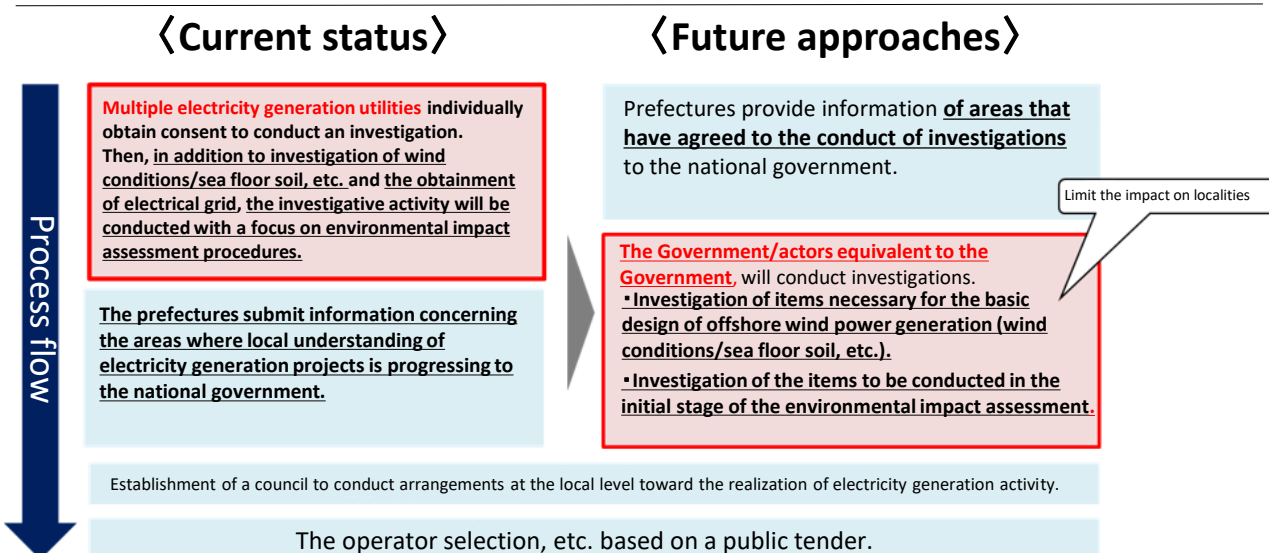 〈Current status〉
〈Future approaches〉
Process flow
Multiple electricity generation utilities individually
obtain consent to conduct an investigation.
Then, in addition to investigation of wind
conditions/sea floor soil, etc. and the obtainment
of electrical grid, the investigative activity will be
conducted with a focus on environmental impact
assessment procedures.
The prefectures submit information concerning
the areas where local understanding of
electricity generation projects is progressing to
the national government.
Prefectures provide information of areas that
have agreed to the conduct of investigations
to the national government.
Limit the impact on localities
The Government/actors equivalent to the
Government, will conduct investigations.
・Investigation of items necessary for the basic
design of offshore wind power generation (wind
conditions/sea floor soil, etc.).
・Investigation of the items to be conducted in the
initial stage of the environmental impact assessment.
Establishment of a council to conduct arrangements at the local level toward the realization of electricity generation activity.
The operator selection, etc. based on a public tender.